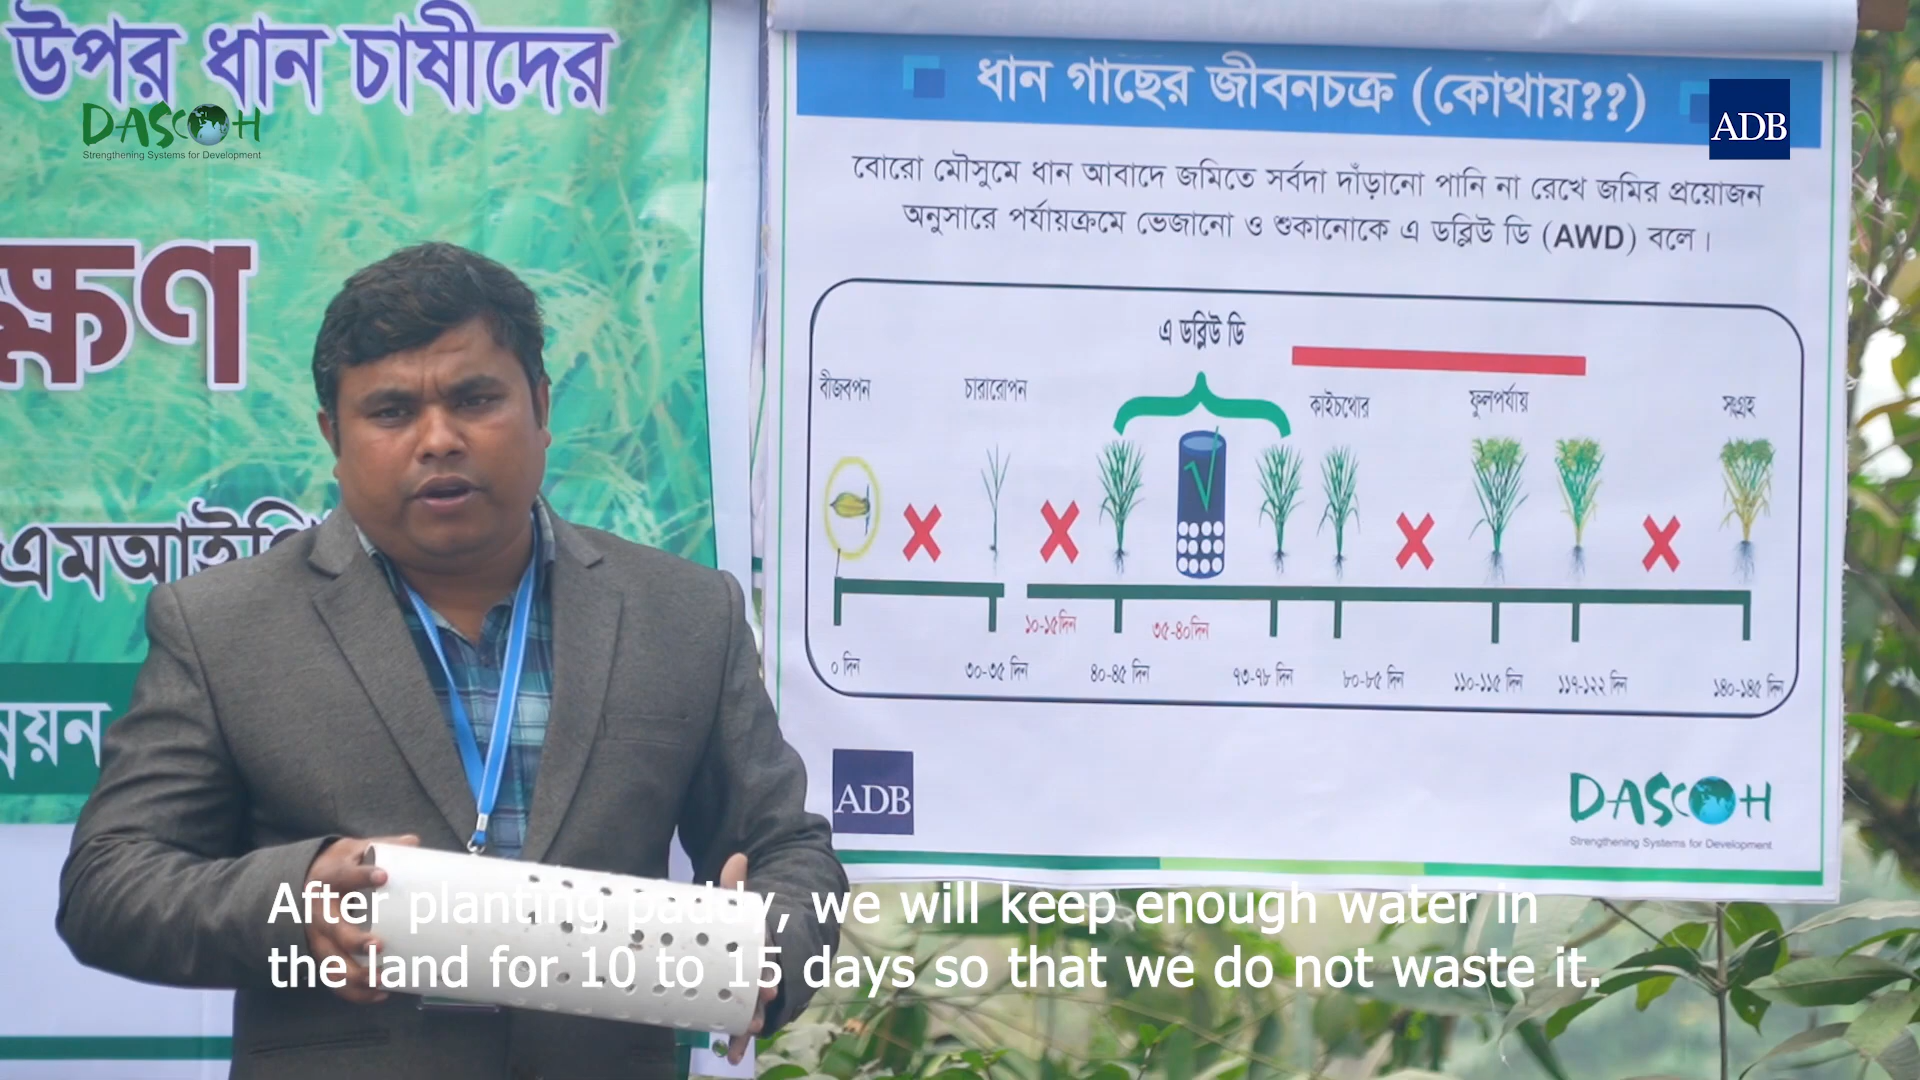 উপর ধান চাষীদের
DASCOH
Strengthening Systems for Development
ক্ষণ
এমআইপি
ন্নয়ন
ধান গাছের জীবনচক্র (কোথায়??)
ADB
বোরো মৌসুমে ধান আবাদে জমিতে সর্বদা দাঁড়ানো পানি না রেখে জমির প্রয়োজন
অনুসারে পর্যায়ক্রমে ভেজানো ও শুকানোকে এ ডব্লিউ ডি (AWD) বলে।
এ ডব্লিউ ডি
বীজবপন চারারোপন কাইচথোর ফুলপর্যায় সংগ্রহ
১০-১৫দিন ৩৫-৪০দিন
০ দিন ৩০-৩৫ দিন ৪০-৪৫ দিন ৭৩-৭৮ দিন ৮০-৮৫ দিন ১১০-১১৫ দিন ১১৭-১২২ দিন ১৪০-১৪৫ দিন
ADB
DASCOH
Strengthening Systems for Development
After planting paddy, we will keep enough water in
the land for 10 to 15 days so that we do not waste it.